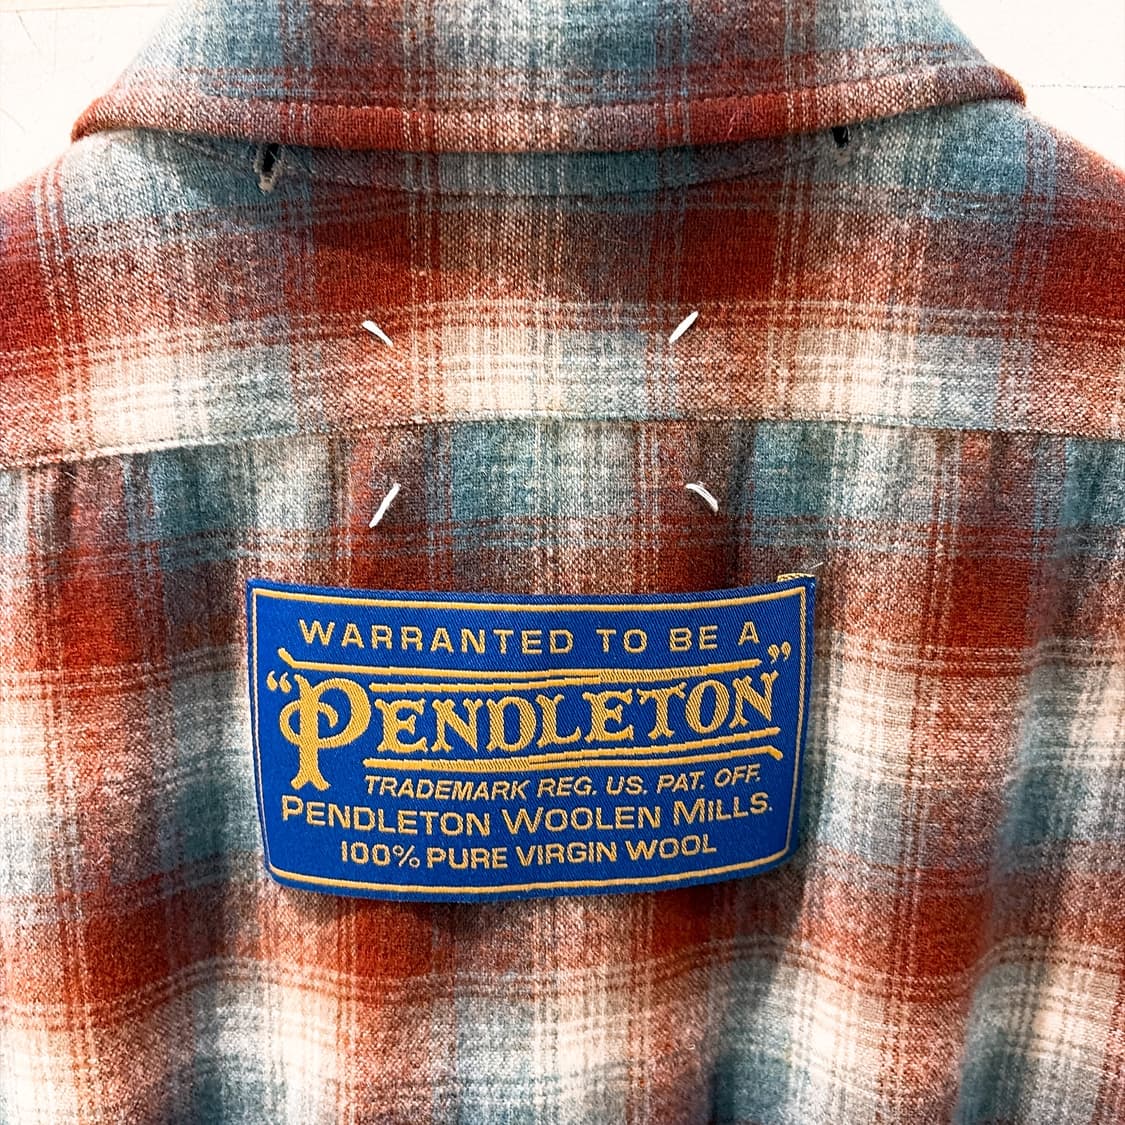 WARRANTED TO BE A
“PENDLETON”
TRADEMARK REG. US. PAT. OFF.
PENDLETON WOOLEN MILLS.
100% PURE VIRGIN WOOL